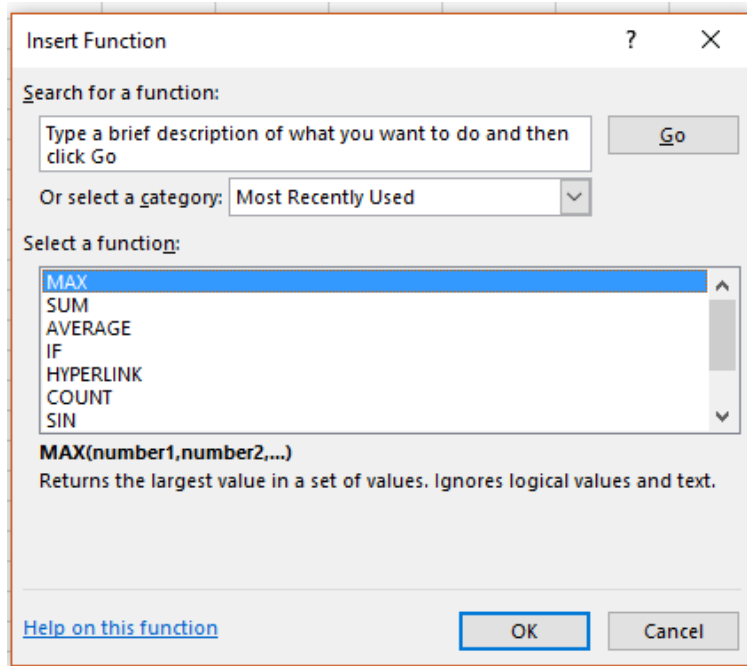 Insert Function ? ×
Search for a function:
Type a brief description of what you want to do and then
click Go
Go
Or select a category: Most Recently Used
Select a function:
MAX
SUM
AVERAGE
IF
HYPERLINK
COUNT
SIN
MAX(number1,number2,...)
Returns the largest value in a set of values. Ignores logical values and text.
Help on this function OK Cancel